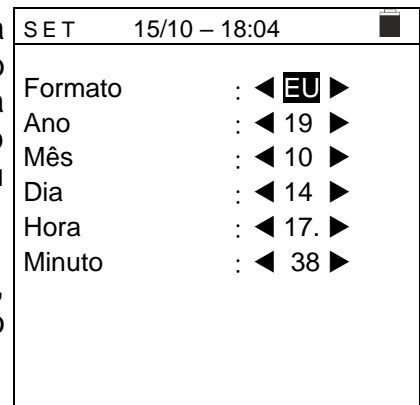 SET 15/10 – 18:04
Formato : ◀ EU ▶
Ano : ◀ 19 ▶
Mês : ◀ 10 ▶
Dia : ◀ 14 ▶
Hora : ◀ 17. ▶
Minuto : ◀ 38 ▶